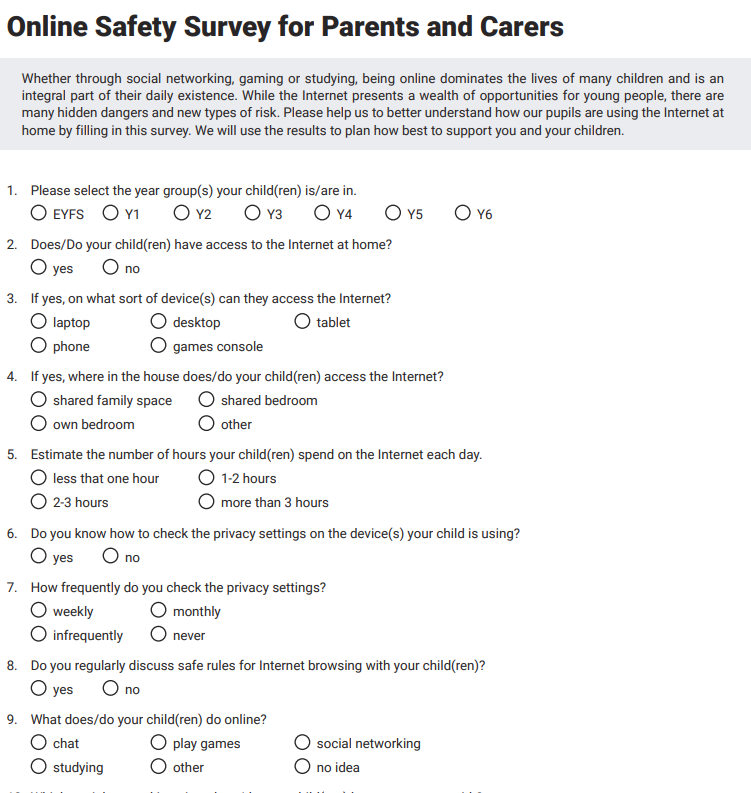 Online Safety Survey for Parents and Carers
Whether through social networking, gaming or studying, being online dominates the lives of many children and is an
integral part of their daily existence. While the Internet presents a wealth of opportunities for young people, there are
many hidden dangers and new types of risk. Please help us to better understand how our pupils are using the Internet at
home by filling in this survey. We will use the results to plan how best to support you and your children.
1. Please select the year group(s) your child(ren) is/are in.
EYFS Y1 Y2 Y3 Y4 Y5 Y6
2. Does/Do your child(ren) have access to the Internet at home?
yes no
3. If yes, on what sort of device(s) can they access the Internet?
laptop desktop tablet
phone games console
4. If yes, where in the house does/do your child(ren) access the Internet?
shared family space shared bedroom
own bedroom other
5. Estimate the number of hours your child(ren) spend on the Internet each day.
less that one hour 1-2 hours
2-3 hours more than 3 hours
6. Do you know how to check the privacy settings on the device(s) your child is using?
yes no
7. How frequently do you check the privacy settings?
weekly monthly
infrequently never
8. Do you regularly discuss safe rules for Internet browsing with your child(ren)?
yes no
9. What does/do your child(ren) do online?
chat play games social networking
studying other no idea